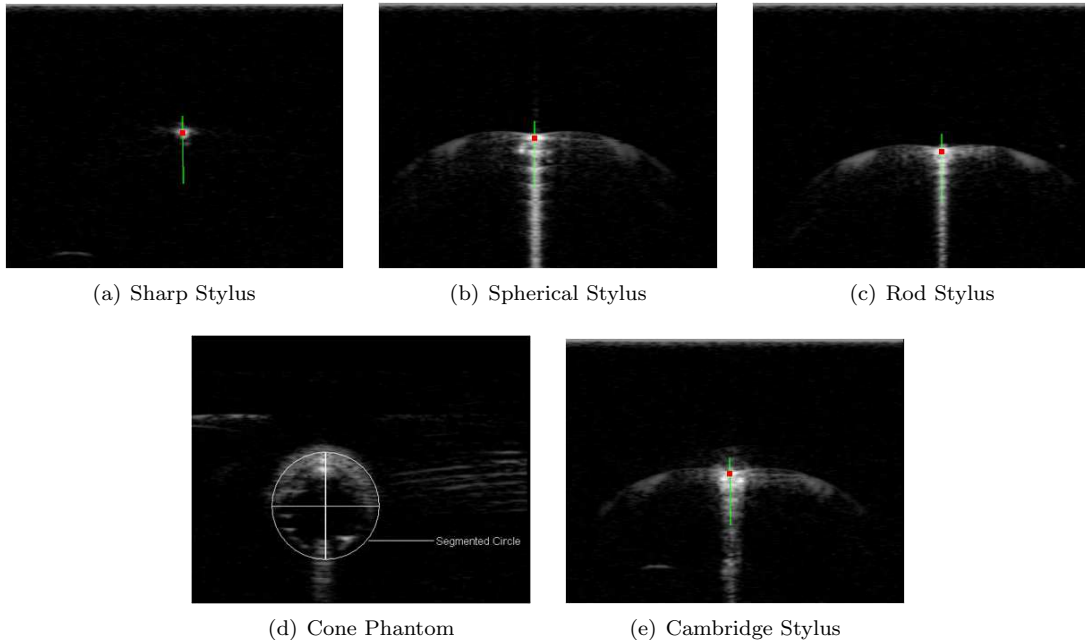 (a) Sharp Stylus
(b) Spherical Stylus
(c) Rod Stylus
Segmented Circle
(d) Cone Phantom
(e) Cambridge Stylus